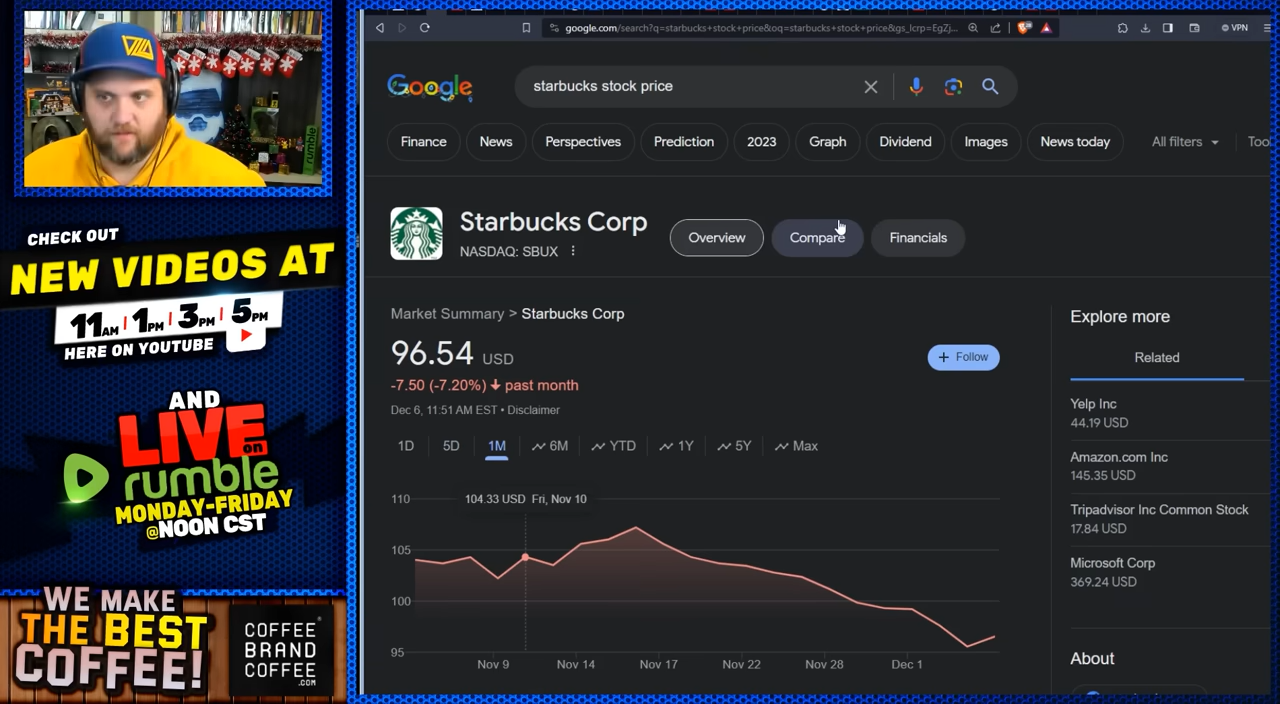 google.com/search?q=starbucks+stock+price&oq=starbucks+stock+price&gs_lcrp=EgZj...
VPN
Google
starbucks stock price
Finance
News
Perspectives
Prediction
2023
Graph
Dividend
Images
News today
All filters
Too
Starbucks Corp
NASDAQ: SBUX
Overview
Compare
Financials
Market Summary > Starbucks Corp
96.54 USD
+ Follow
-7.50 (-7.20%) past month
Dec 6, 11:51 AM EST • Disclaimer
1D
5D
1M
6M
YTD
1Y
5Y
Max
104.33 USD Fri, Nov 10
110
105
100
95
Nov 9
Nov 14
Nov 17
Nov 22
Nov 28
Dec 1
Explore more
Related
Yelp Inc
44.19 USD
Amazon.com Inc
145.35 USD
Tripadvisor Inc Common Stock
17.84 USD
Microsoft Corp
369.24 USD
About
rumble
CHECK OUT
NEW VIDEOS AT
11AM | 1PM | 3PM | 5PM
HERE ON YOUTUBE
AND
LIVE on
rumble
MONDAY-FRIDAY
@NOON CST
WE MAKE
THE BEST
COFFEE!
COFFEE
BRAND
COFFEE
.COM